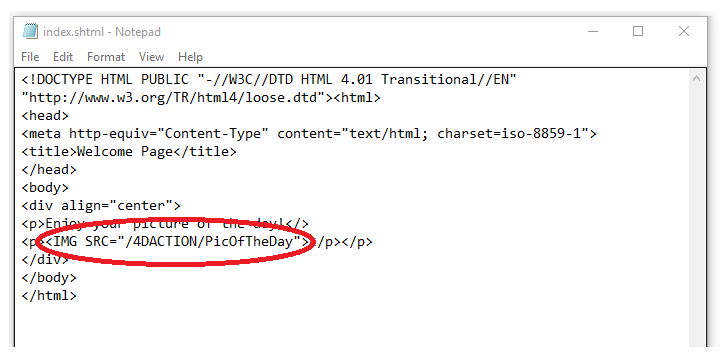 index.shtml - Notepad
File Edit Format View Help
<!DOCTYPE HTML PUBLIC "-//W3C//DTD HTML 4.01 Transitional//EN"
"http://www.w3.org/TR/html4/loose.dtd"><html>
<head>
<meta http-equiv="Content-Type" content="text/html; charset=iso-8859-1">
<title>Welcome Page</title>
</head>
<body>
<div align="center">
<p>Enjoy your picture of the day!</>
<p><IMG SRC="/4DACTION/PicOfTheDay"></p></p>
</div>
</body>
</html>